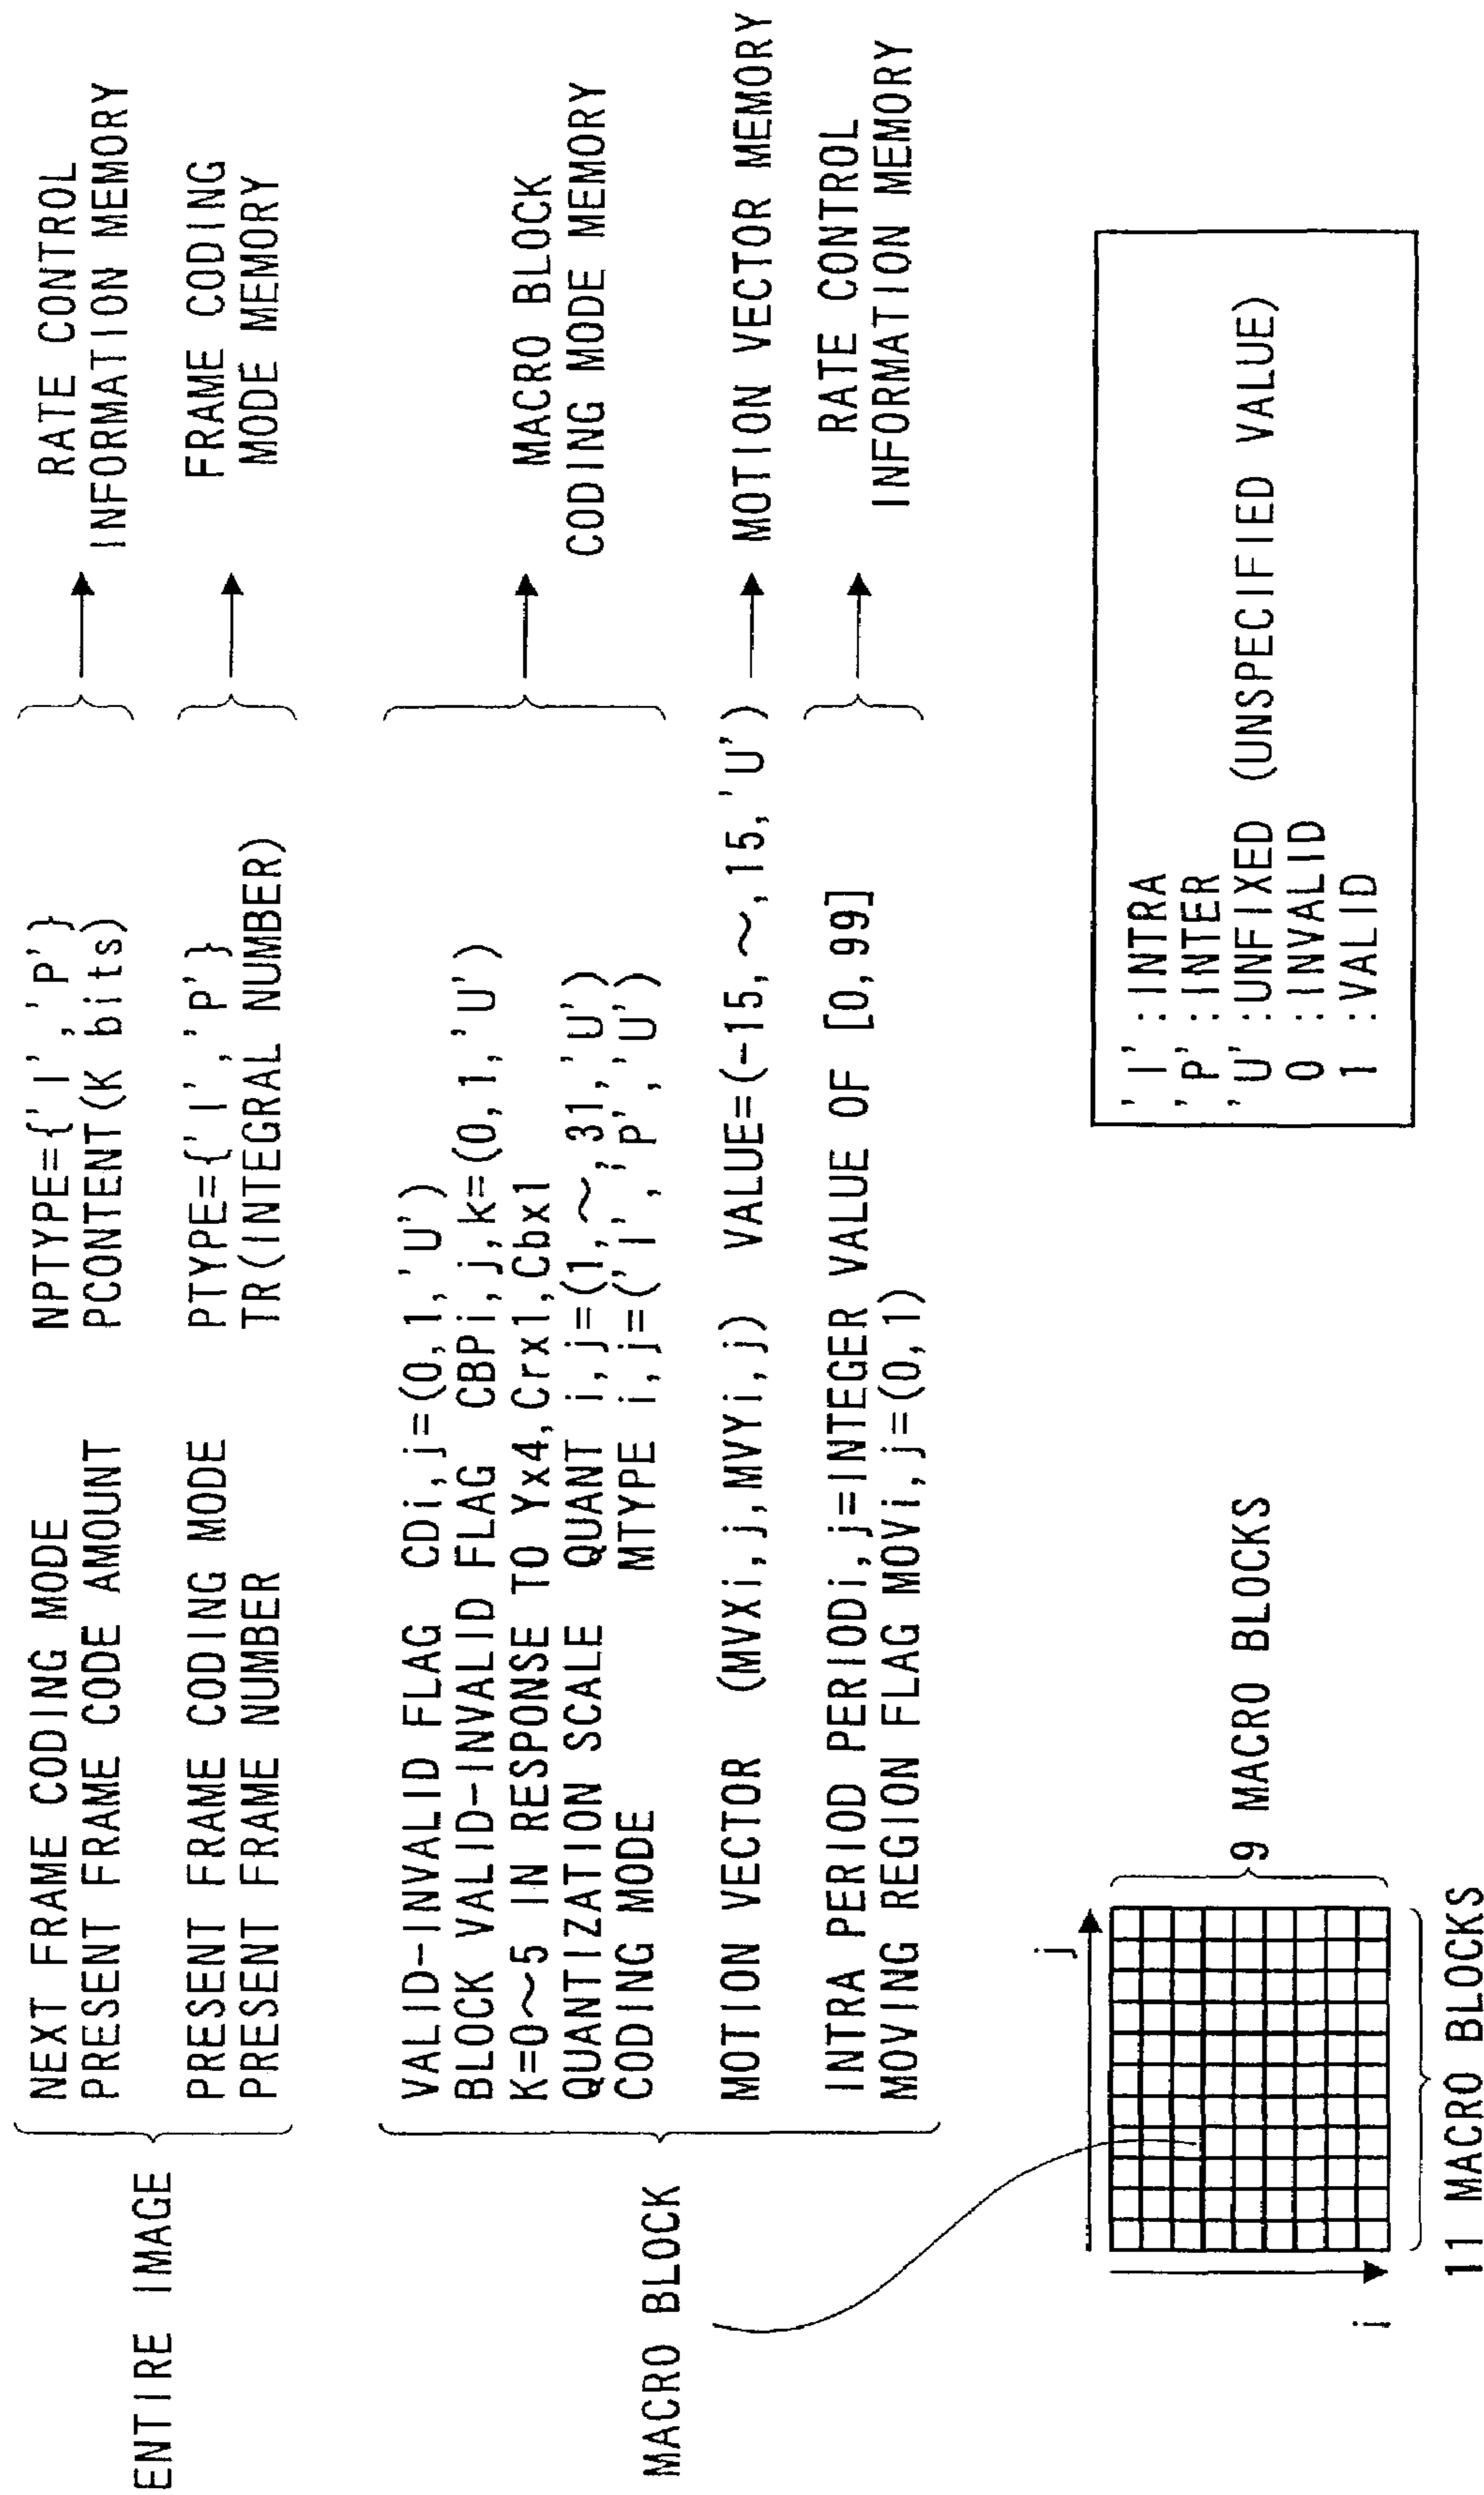 ENTIRE IMAGE
NEXT FRAME CODING MODE NPTYPE={'I','P'}
PRESENT FRAME CODE AMOUNT PCONTENT(K bits)
RATE CONTROL
INFORMATION MEMORY
PRESENT FRAME CODING MODE PTYPE={'I','P'}
PRESENT FRAME NUMBER TR(INTEGRAL NUMBER)
FRAME CODING
MODE MEMORY
MACRO BLOCK
VALID-INVALID FLAG CDi,j=(0,1,'U')
BLOCK VALID-INVALID FLAG CBPi,j,k=(0,1,'U')
K=0~5 IN RESPONSE TO Yx4,Crx1,Cbx1
QUANTIZATION SCALE QUANT i,j=(1,~,31,'U')
CODING MODE MTYPE i,j=('I','P','U')
MACRO BLOCK
CODING MODE MEMORY
MOTION VECTOR (MVXi,j,MVYi,j) VALUE=(-15,~,15,'U')
MOTION VECTOR MEMORY
INTRA PERIOD PERIODi,j=INTEGER VALUE OF [0,99]
MOVING REGION FLAG MOVi,j=(0,1)
RATE CONTROL
INFORMATION MEMORY
j
i
9 MACRO BLOCKS
11 MACRO BLOCKS
'I':INTRA
'P':INTER
'U':UNFIXED (UNSPECIFIED VALUE)
0 :INVALID
1 :VALID